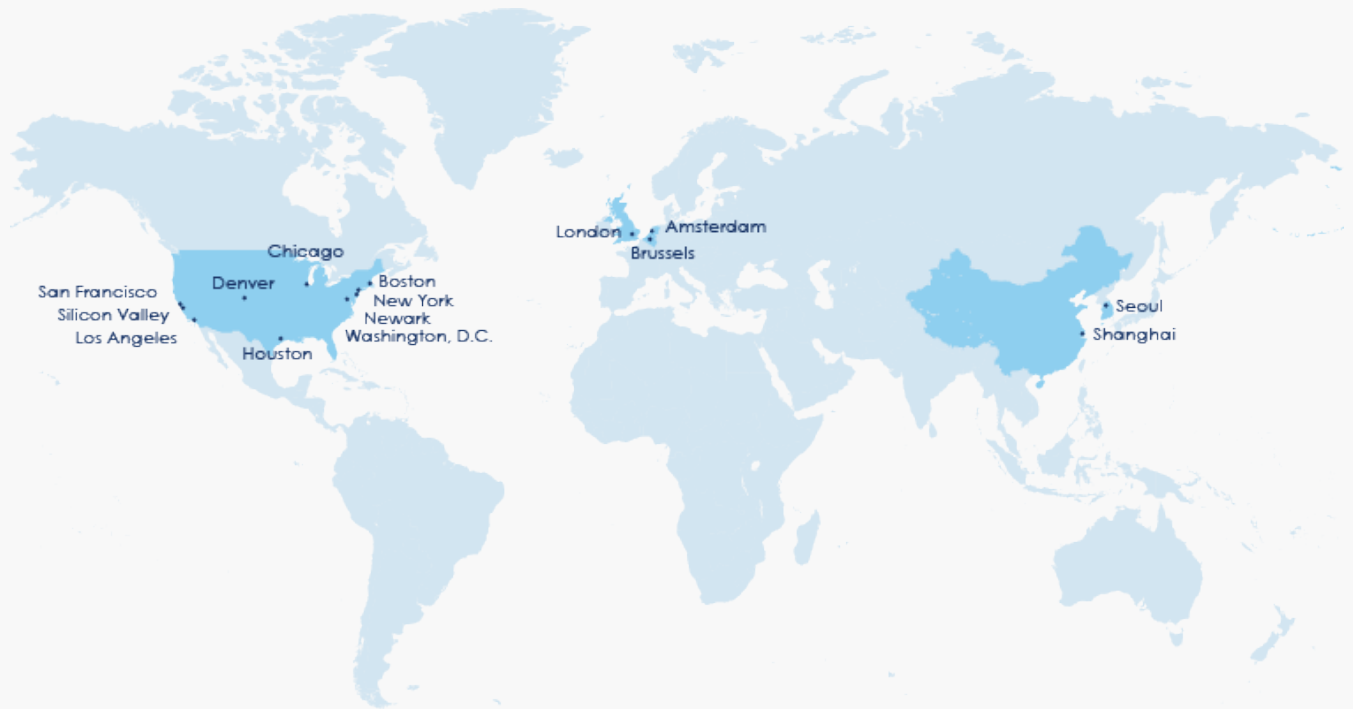 Chicago
Denver
San Francisco
Silicon Valley
Los Angeles
Houston
Boston
New York
Newark
Washington, D.C.
London
Amsterdam
Brussels
Seoul
Shanghai